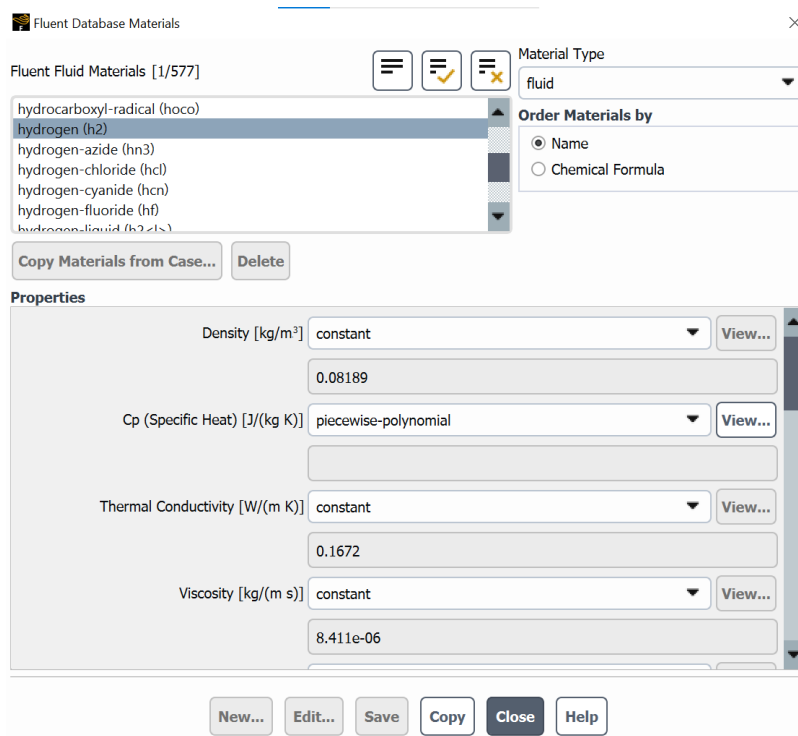 Fluent Database Materials
Fluent Fluid Materials [1/577]
Material Type
fluid
hydrocarboxyl-radical (hoco)
hydrogen (h2)
hydrogen-azide (hn3)
hydrogen-chloride (hcl)
hydrogen-cyanide (hcn)
hydrogen-fluoride (hf)
hydrogen-liquid (h2<l>)
Order Materials by
Name
Chemical Formula
Copy Materials from Case...
Delete
Properties
Density [kg/m³]
constant
View...
0.08189
Cp (Specific Heat) [J/(kg K)]
piecewise-polynomial
View...
Thermal Conductivity [W/(m K)]
constant
View...
0.1672
Viscosity [kg/(m s)]
constant
View...
8.411e-06
New...
Edit...
Save
Copy
Close
Help